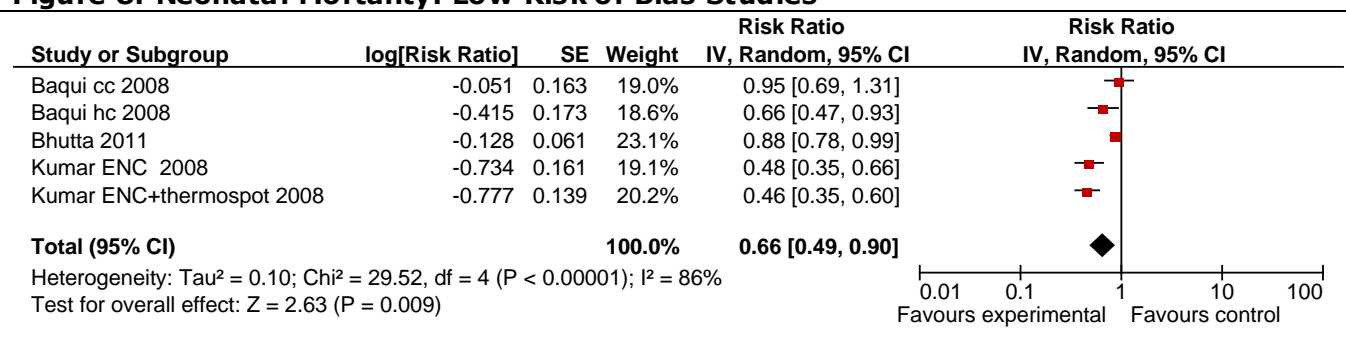 Figure 8: Neonatal Mortality: Low Risk of Bias Studies
Risk Ratio Risk Ratio
Study or Subgroup log[Risk Ratio] SE Weight IV, Random, 95% CI IV, Random, 95% CI
Baqui cc 2008 -0.051 0.163 19.0% 0.95 [0.69, 1.31]
Baqui hc 2008 -0.415 0.173 18.6% 0.66 [0.47, 0.93]
Bhutta 2011 -0.128 0.061 23.1% 0.88 [0.78, 0.99]
Kumar ENC 2008 -0.734 0.161 19.1% 0.48 [0.35, 0.66]
Kumar ENC+thermospot 2008 -0.777 0.139 20.2% 0.46 [0.35, 0.60]
Total (95% CI) 100.0% 0.66 [0.49, 0.90]
Heterogeneity: Tau² = 0.10; Chi² = 29.52, df = 4 (P < 0.00001); I² = 86%
Test for overall effect: Z = 2.63 (P = 0.009)
0.01 0.1 1 10 100
Favours experimental Favours control